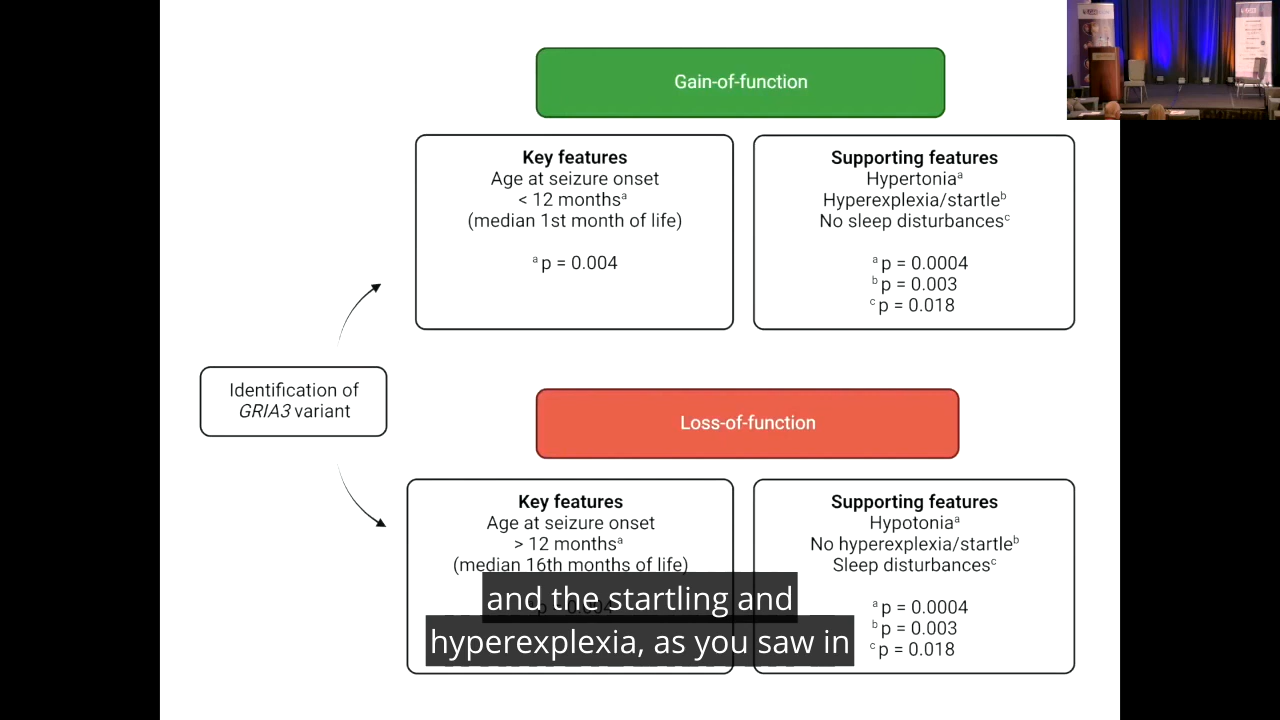 Gain-of-function
Key features
Age at seizure onset
< 12 monthsᵃ
(median 1st month of life)
ᵃ p = 0.004
Supporting features
Hypertoniaᵃ
Hyperexplexia/startleᵇ
No sleep disturbancesᶜ
ᵃ p = 0.0004
ᵇ p = 0.003
ᶜ p = 0.018
Identification of
GRIA3 variant
Loss-of-function
Key features
Age at seizure onset
> 12 monthsᵃ
(median 16th months of life)
Supporting features
Hypotoniaᵃ
No hyperexplexia/startleᵇ
Sleep disturbancesᶜ
ᵃ p = 0.0004
ᵇ p = 0.003
ᶜ p = 0.018
and the startling and
hyperexplexia, as you saw in